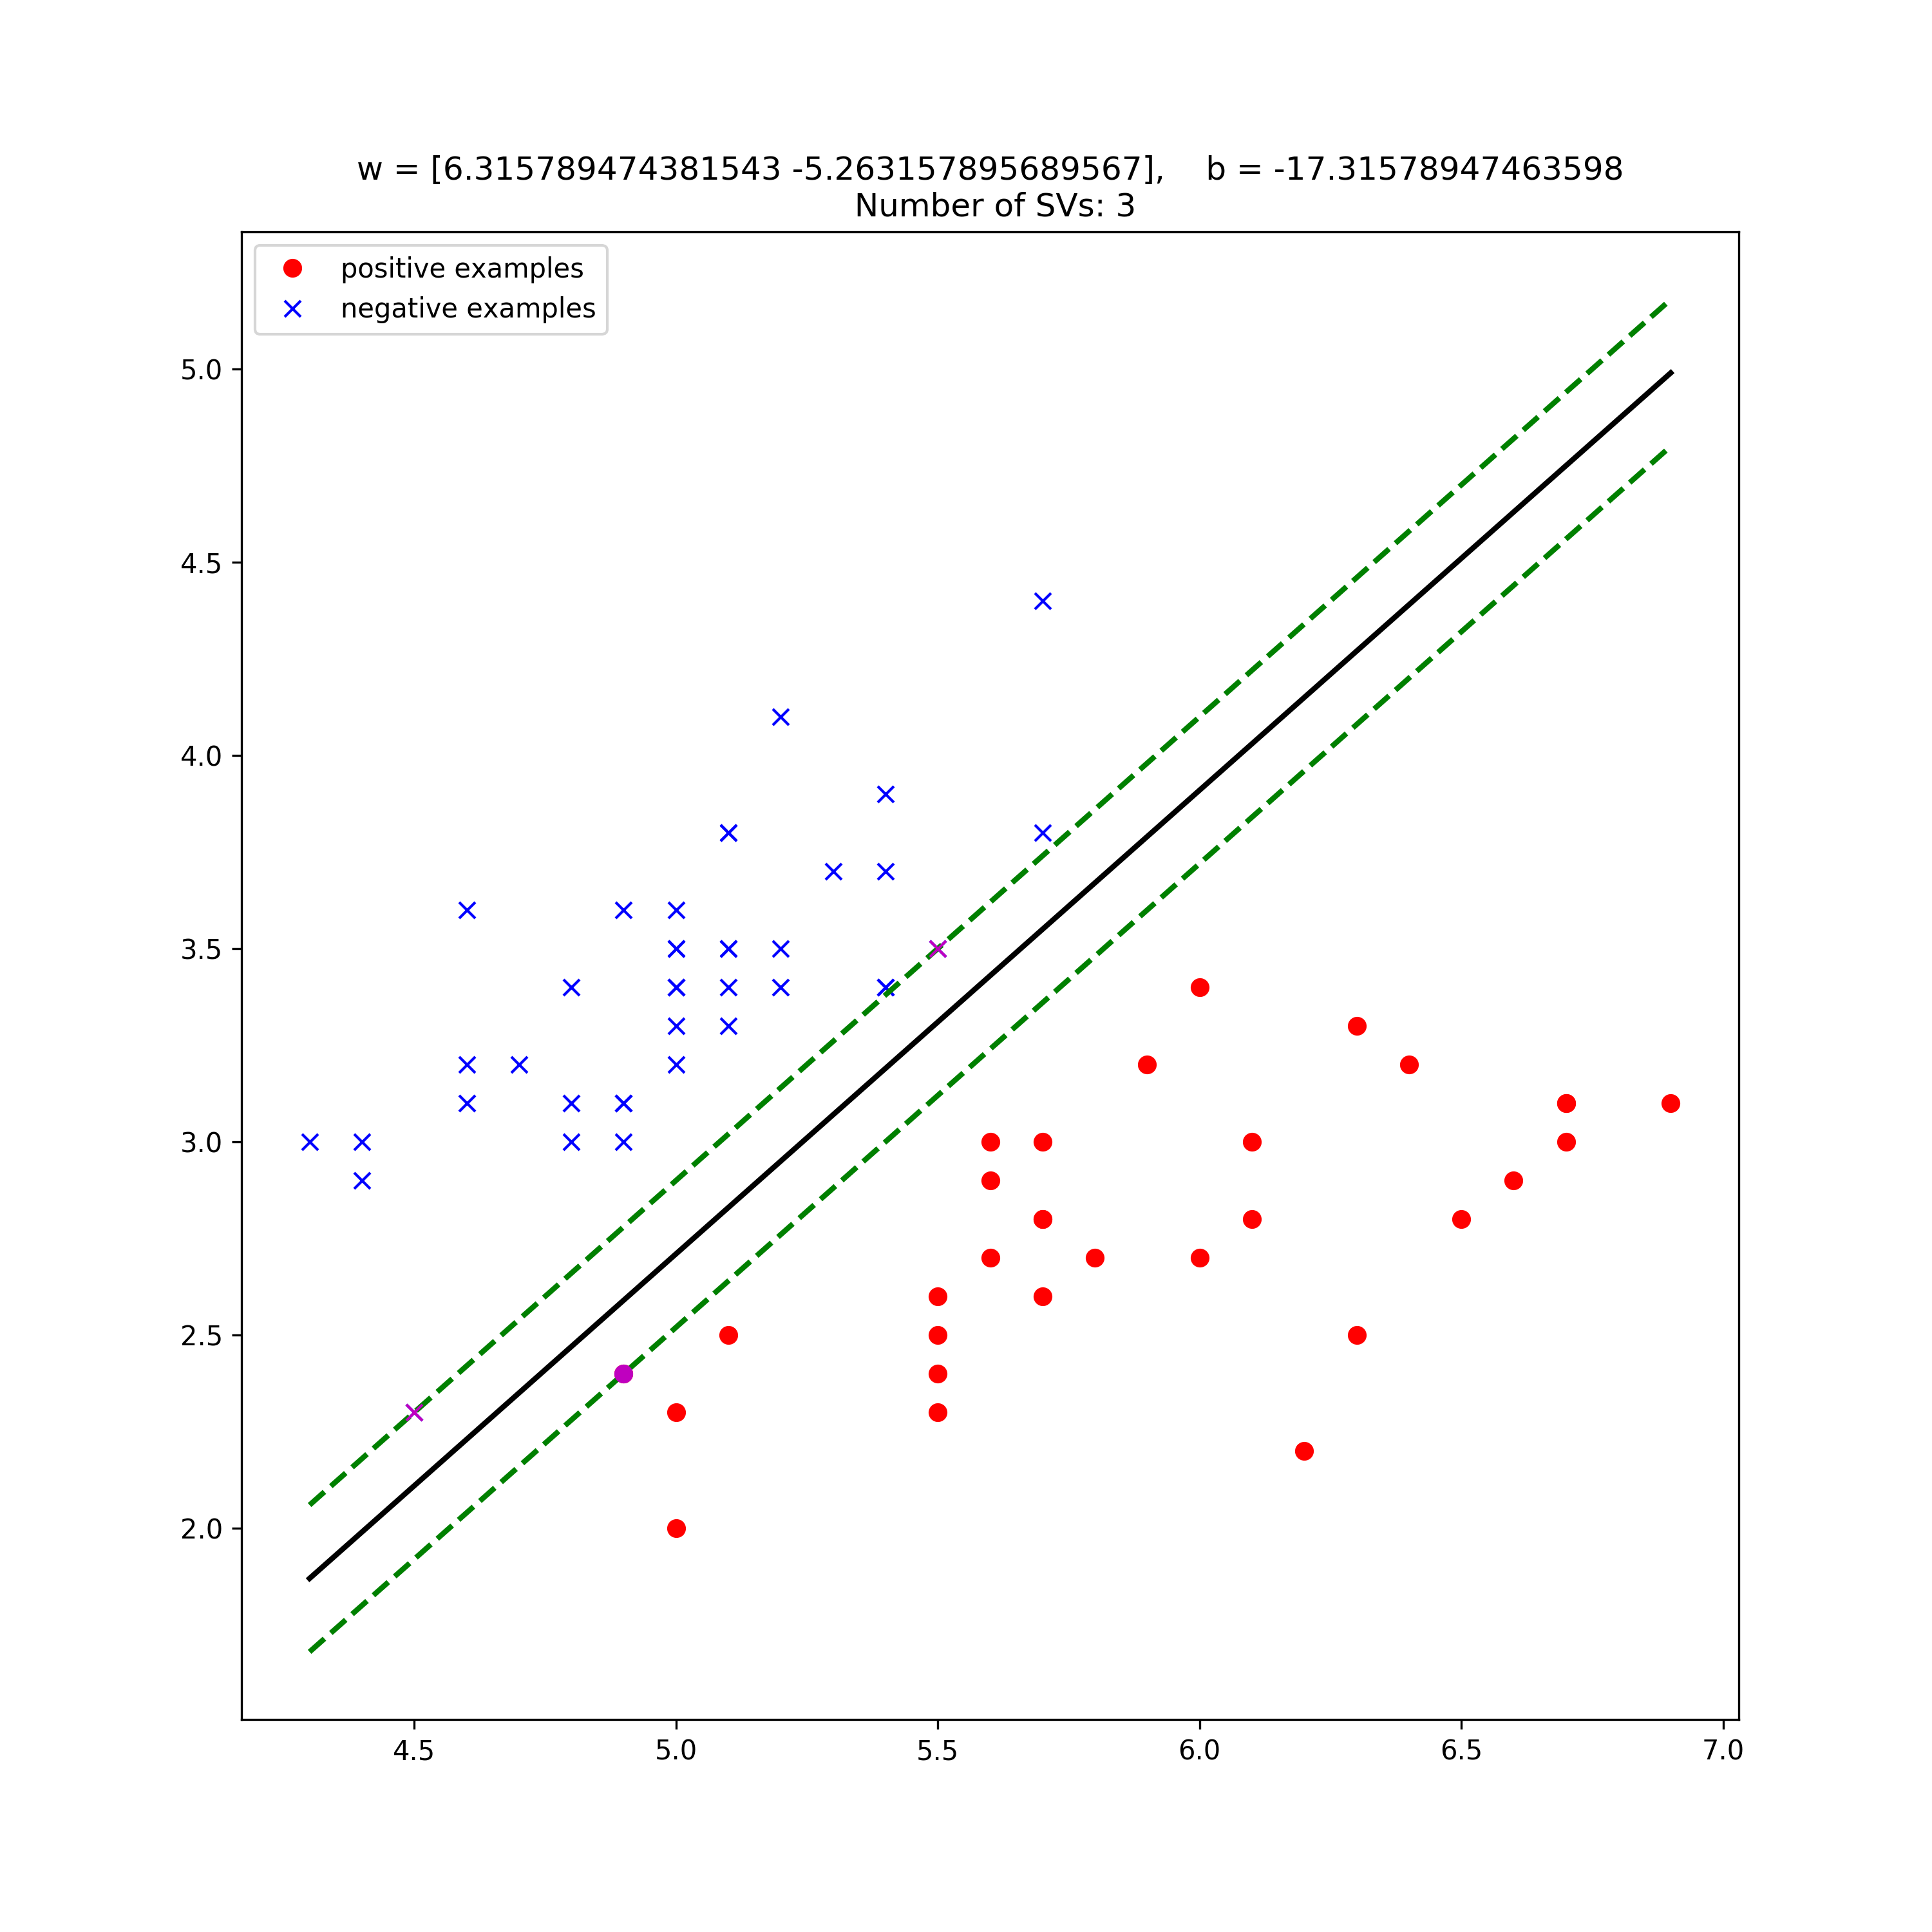 w = [6.315789474381543 -5.263157895689567],    b = -17.31578947463598
Number of SVs: 3
positive examples
negative examples
5.0
4.5
4.0
3.5
3.0
2.5
2.0
4.5 5.0 5.5 6.0 6.5 7.0